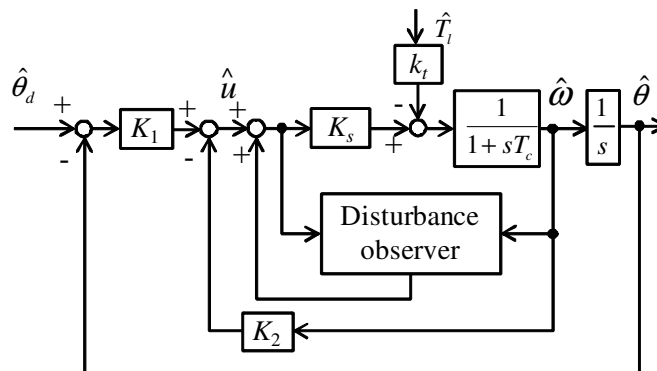 T̂_l
θ̂_d
+
-
K_1
+
-
û
+
+
K_s
+
-
k_t
1
1 + sT_c
ω̂
1
s
θ̂
Disturbance
observer
K_2